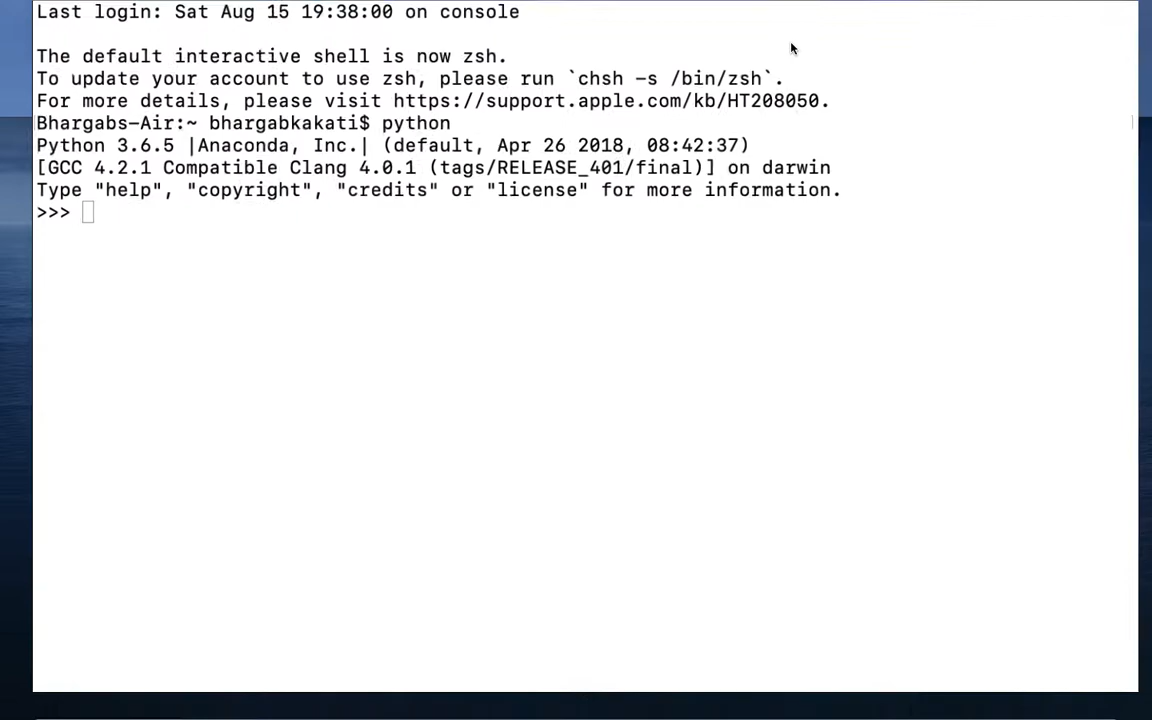 Last login: Sat Aug 15 19:38:00 on console
The default interactive shell is now zsh.
To update your account to use zsh, please run `chsh -s /bin/zsh`.
For more details, please visit https://support.apple.com/kb/HT208050.
Bhargabs-Air:~ bhargabkakati$ python
Python 3.6.5 |Anaconda, Inc.| (default, Apr 26 2018, 08:42:37)
[GCC 4.2.1 Compatible Clang 4.0.1 (tags/RELEASE_401/final)] on darwin
Type "help", "copyright", "credits" or "license" for more information.
>>>